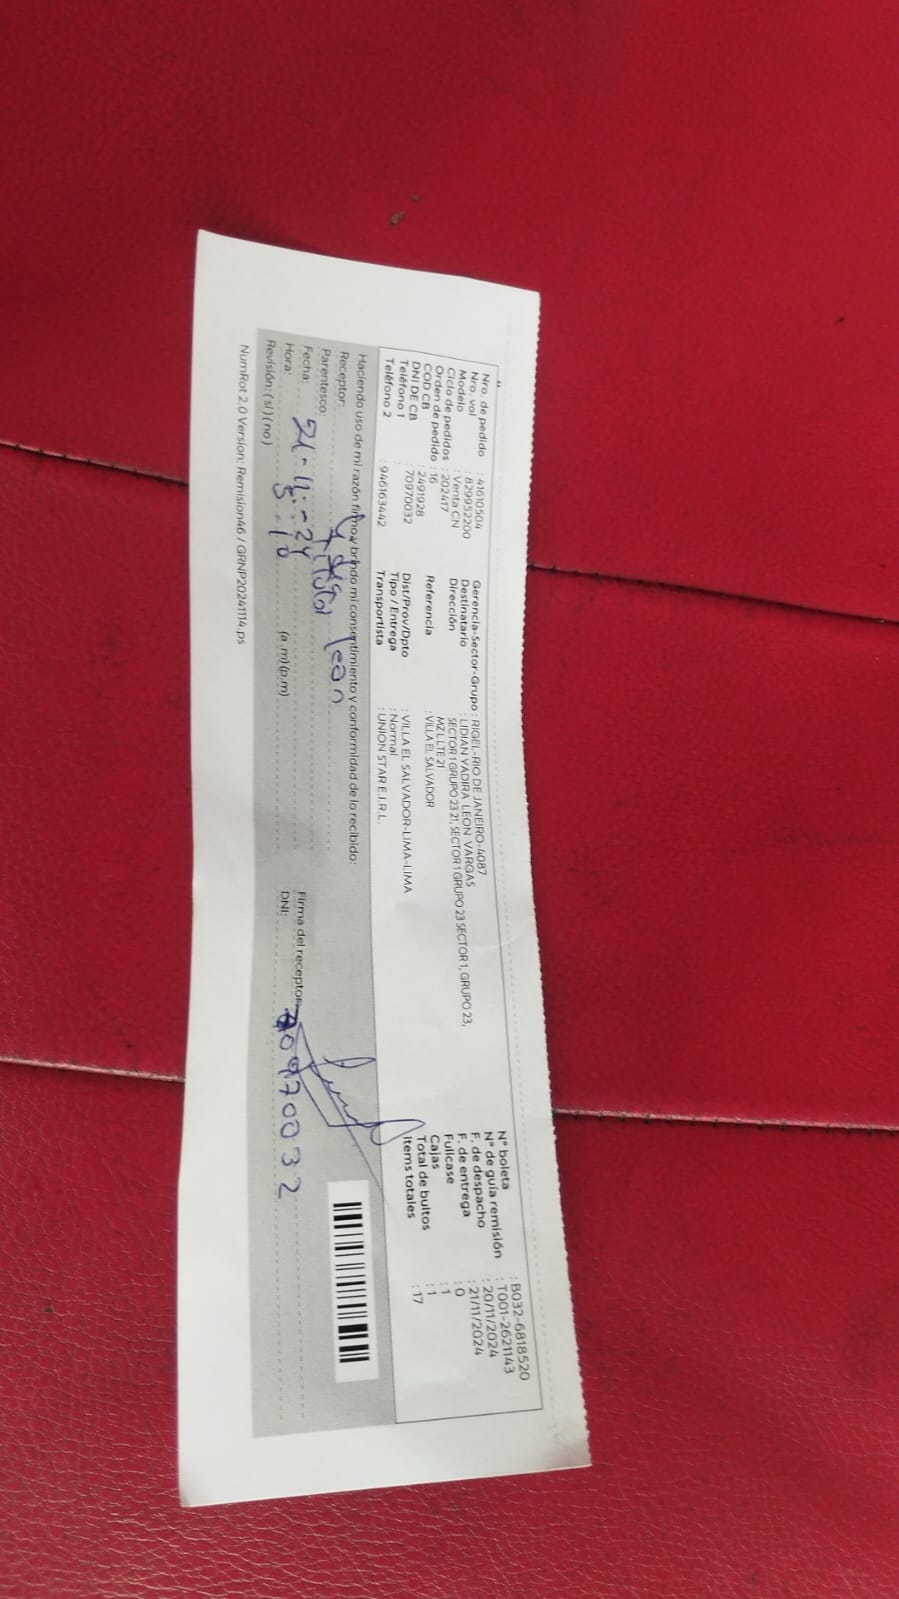 Nro. de pedido : 41610504
Nro. vol : 829952200
Modelo : Venta CN
Ciclo de pedidos : 202417
Orden de pedido : 16
COD CB : 2491928
DNI DE CB : 70970032
Teléfono 1 :
Teléfono 2 : 946163442
Gerencia-Sector-Grupo : RIGEL-RIO DE JANEIRO-4087
Destinatario : LIDIAN YADIRA LEON VARGAS
Dirección : SECTOR 1 GRUPO 23 21, SECTOR 1 GRUPO 23 SECTOR 1, GRUPO 23,
MZ L LTE 21
Referencia : VILLA EL SALVADOR
Dist/Prov/Dpto : VILLA EL SALVADOR-LIMA-LIMA
Tipo / Entrega : Normal
Transportista : UNION STAR E.I.R.L.
N° boleta : B032-6818520
N° de guía remisión : T001-2621143
F. de despacho : 20/11/2024
F. de entrega : 21/11/2024
Fullcase : 0
Cajas : 1
Total de bultos : 1
Items totales : 17
Haciendo uso de mi razón firmo y brindo mi consentimiento y conformidad de lo recibido:
Receptor: Leon
Parentesco: Titular
Fecha: 21-11-24
Hora: 5:10 (a.m) (p.m)
Revisión: (si) (no)
Firma del receptor:
DNI: 70970032
NumRot 2.0 Version: Remision46 / GRNP20241114.ps